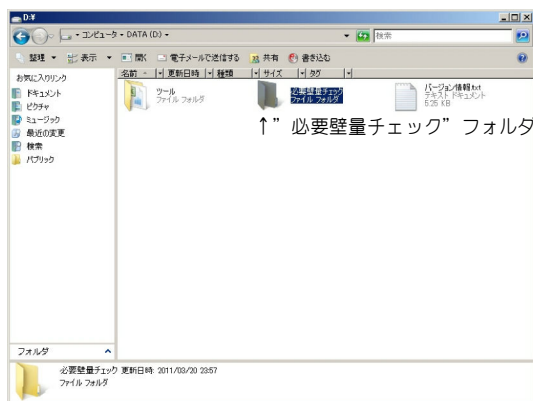 D:¥
コンピュータ ▸ DATA (D:) ▸
検索
整理 表示 開く 電子メールで送信する 共有 書き込む
お気に入りリンク
ドキュメント
ピクチャ
ミュージック
最近の変更
検索
パブリック
名前 更新日時 種類 サイズ タグ
ツール
ファイル フォルダ
必要壁量チェック
ファイル フォルダ
バージョン情報.txt
テキスト ドキュメント
5.25 KB
↑”必要壁量チェック”フォルダ
フォルダ
必要壁量チェック 更新日時: 2011/03/20 23:57
ファイル フォルダ